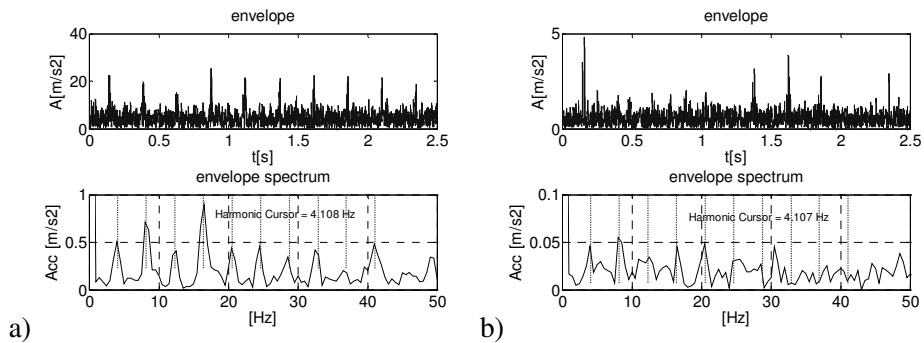 envelope
40
20
0
A[m/s2]
0 0.5 1 1.5 2 2.5
t[s]
envelope spectrum
1
0.5
0
Acc [m/s2]
Harmonic Cursor = 4.108 Hz
0 10 20 30 40 50
[Hz]
a)
envelope
5
0
A[m/s2]
0 0.5 1 1.5 2 2.5
t[s]
envelope spectrum
0.1
0.05
0
Acc [m/s2]
Harmonic Cursor = 4.107 Hz
0 10 20 30 40 50
[Hz]
b)